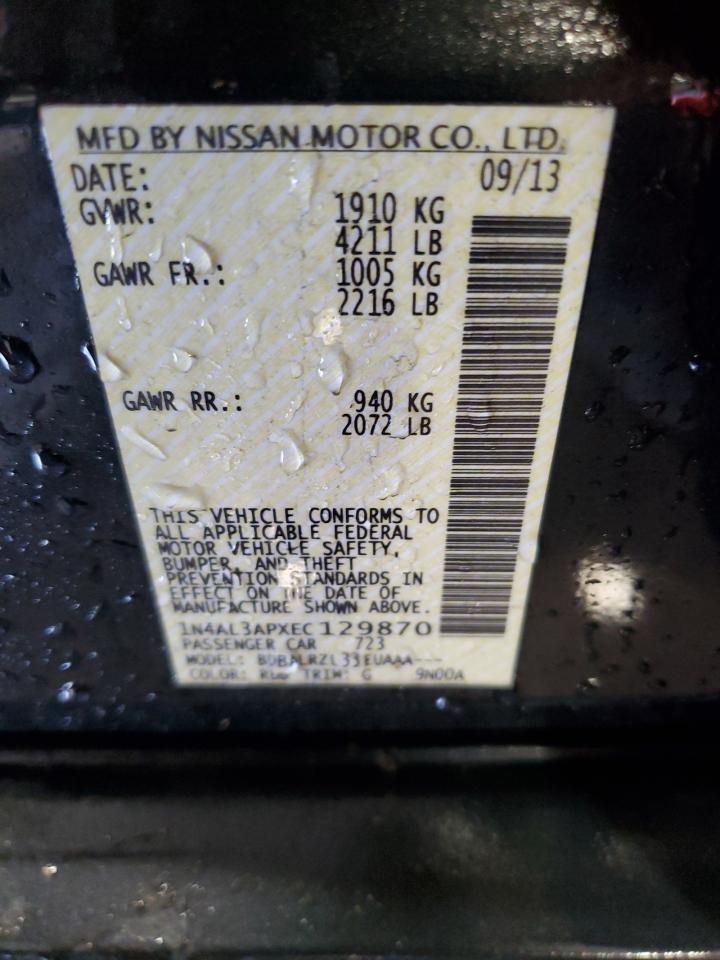 MFD BY NISSAN MOTOR CO., LTD.
DATE: 09/13
GVWR: 1910 KG
4211 LB
GAWR FR.: 1005 KG
2216 LB
GAWR RR.: 940 KG
2072 LB
THIS VEHICLE CONFORMS TO
ALL APPLICABLE FEDERAL
MOTOR VEHICLE SAFETY,
BUMPER, AND THEFT
PREVENTION STANDARDS IN
EFFECT ON THE DATE OF
MANUFACTURE SHOWN ABOVE.
1N4AL3APXEC129870
PASSENGER CAR 723
MODEL:
COLOR: TRIM: G 9N00A